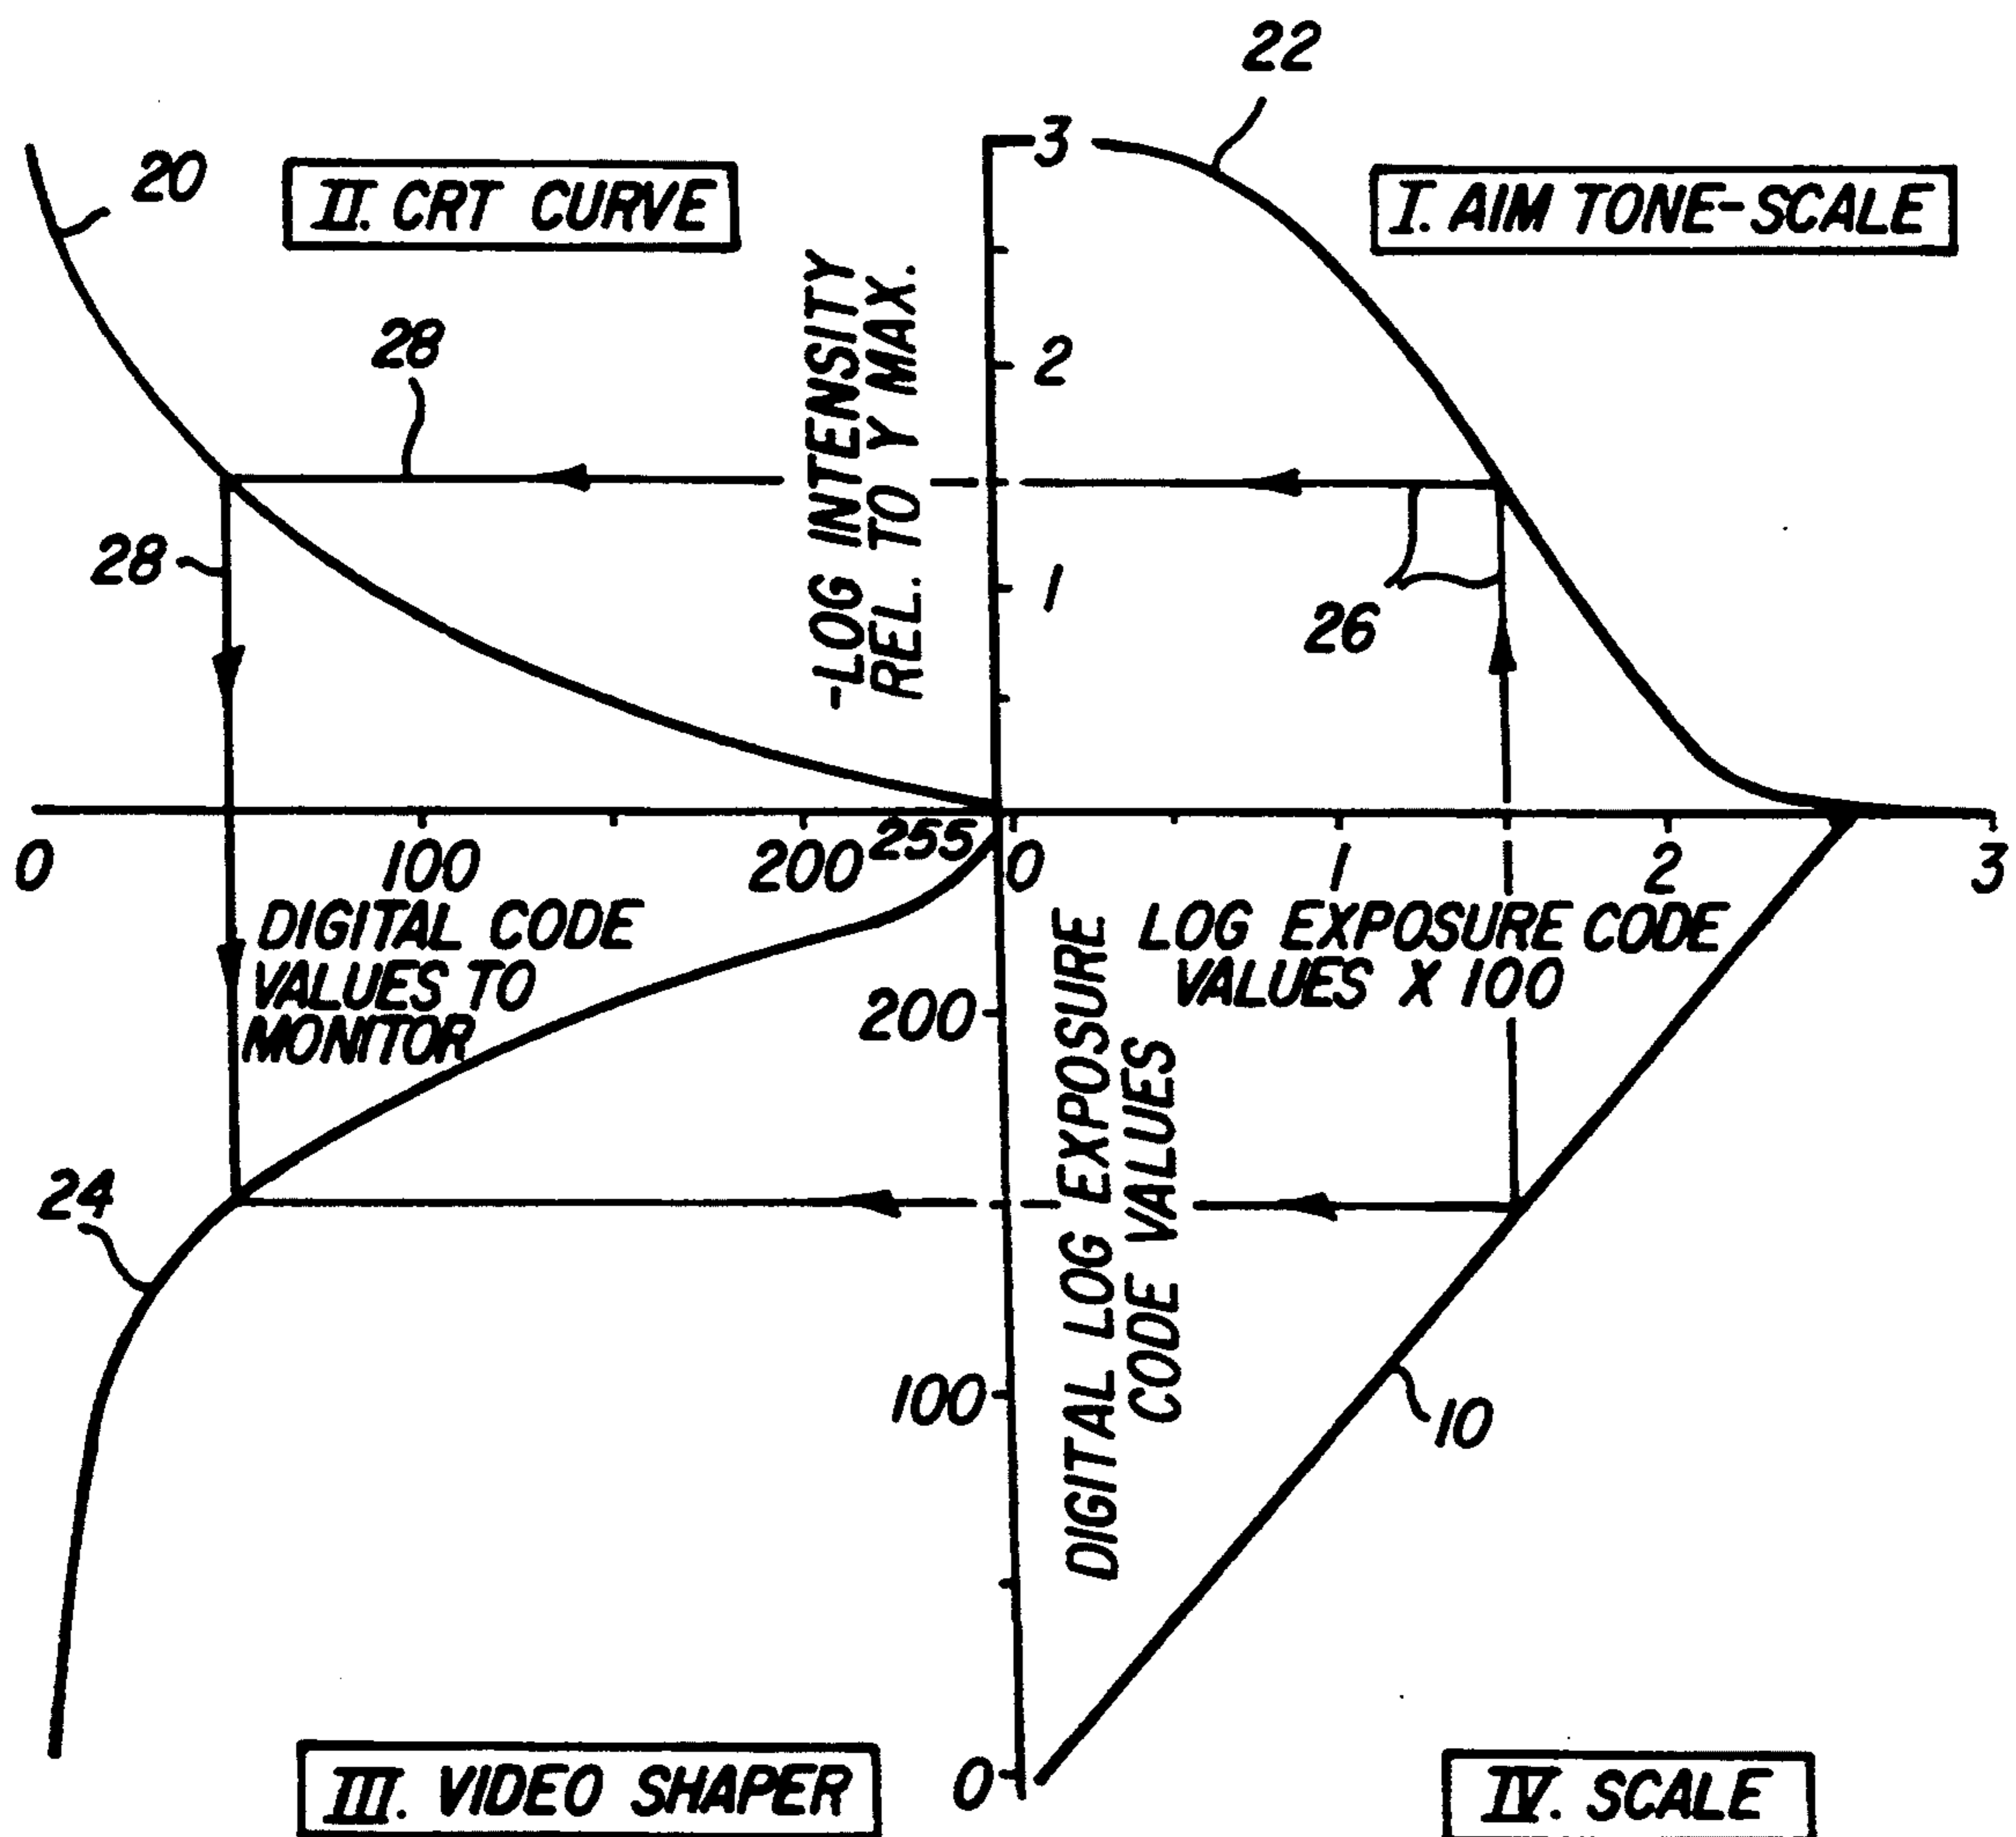 22
3
20
II. CRT CURVE
I. AIM TONE-SCALE
28
-LOG INTENSITY
REL. TO Y MAX.
2
28
1
26
0
100
200
255
0
1
2
3
DIGITAL CODE
VALUES TO
MONITOR
LOG EXPOSURE CODE
VALUES X 100
200
DIGITAL LOG EXPOSURE
CODE VALUES
24
100
10
0
III. VIDEO SHAPER
IV. SCALE